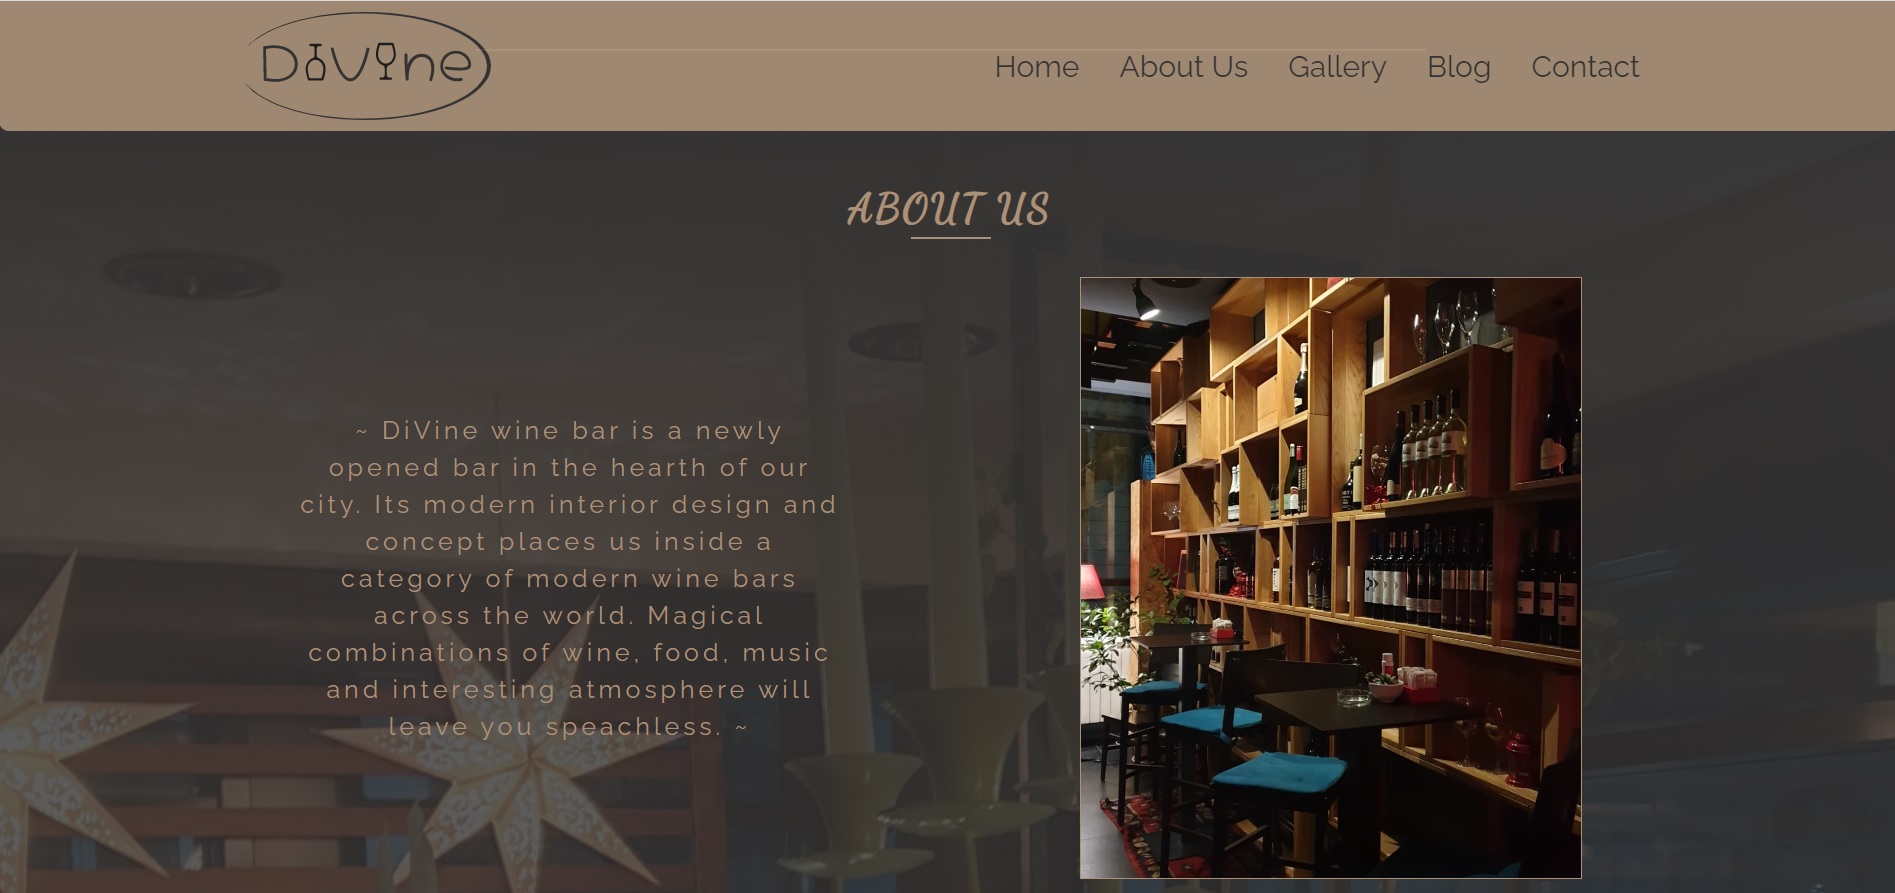 DiVine
Home About Us Gallery Blog Contact
ABOUT US
~ DiVine wine bar is a newly
opened bar in the hearth of our
city. Its modern interior design and
concept places us inside a
category of modern wine bars
across the world. Magical
combinations of wine, food, music
and interesting atmosphere will
leave you speachless. ~